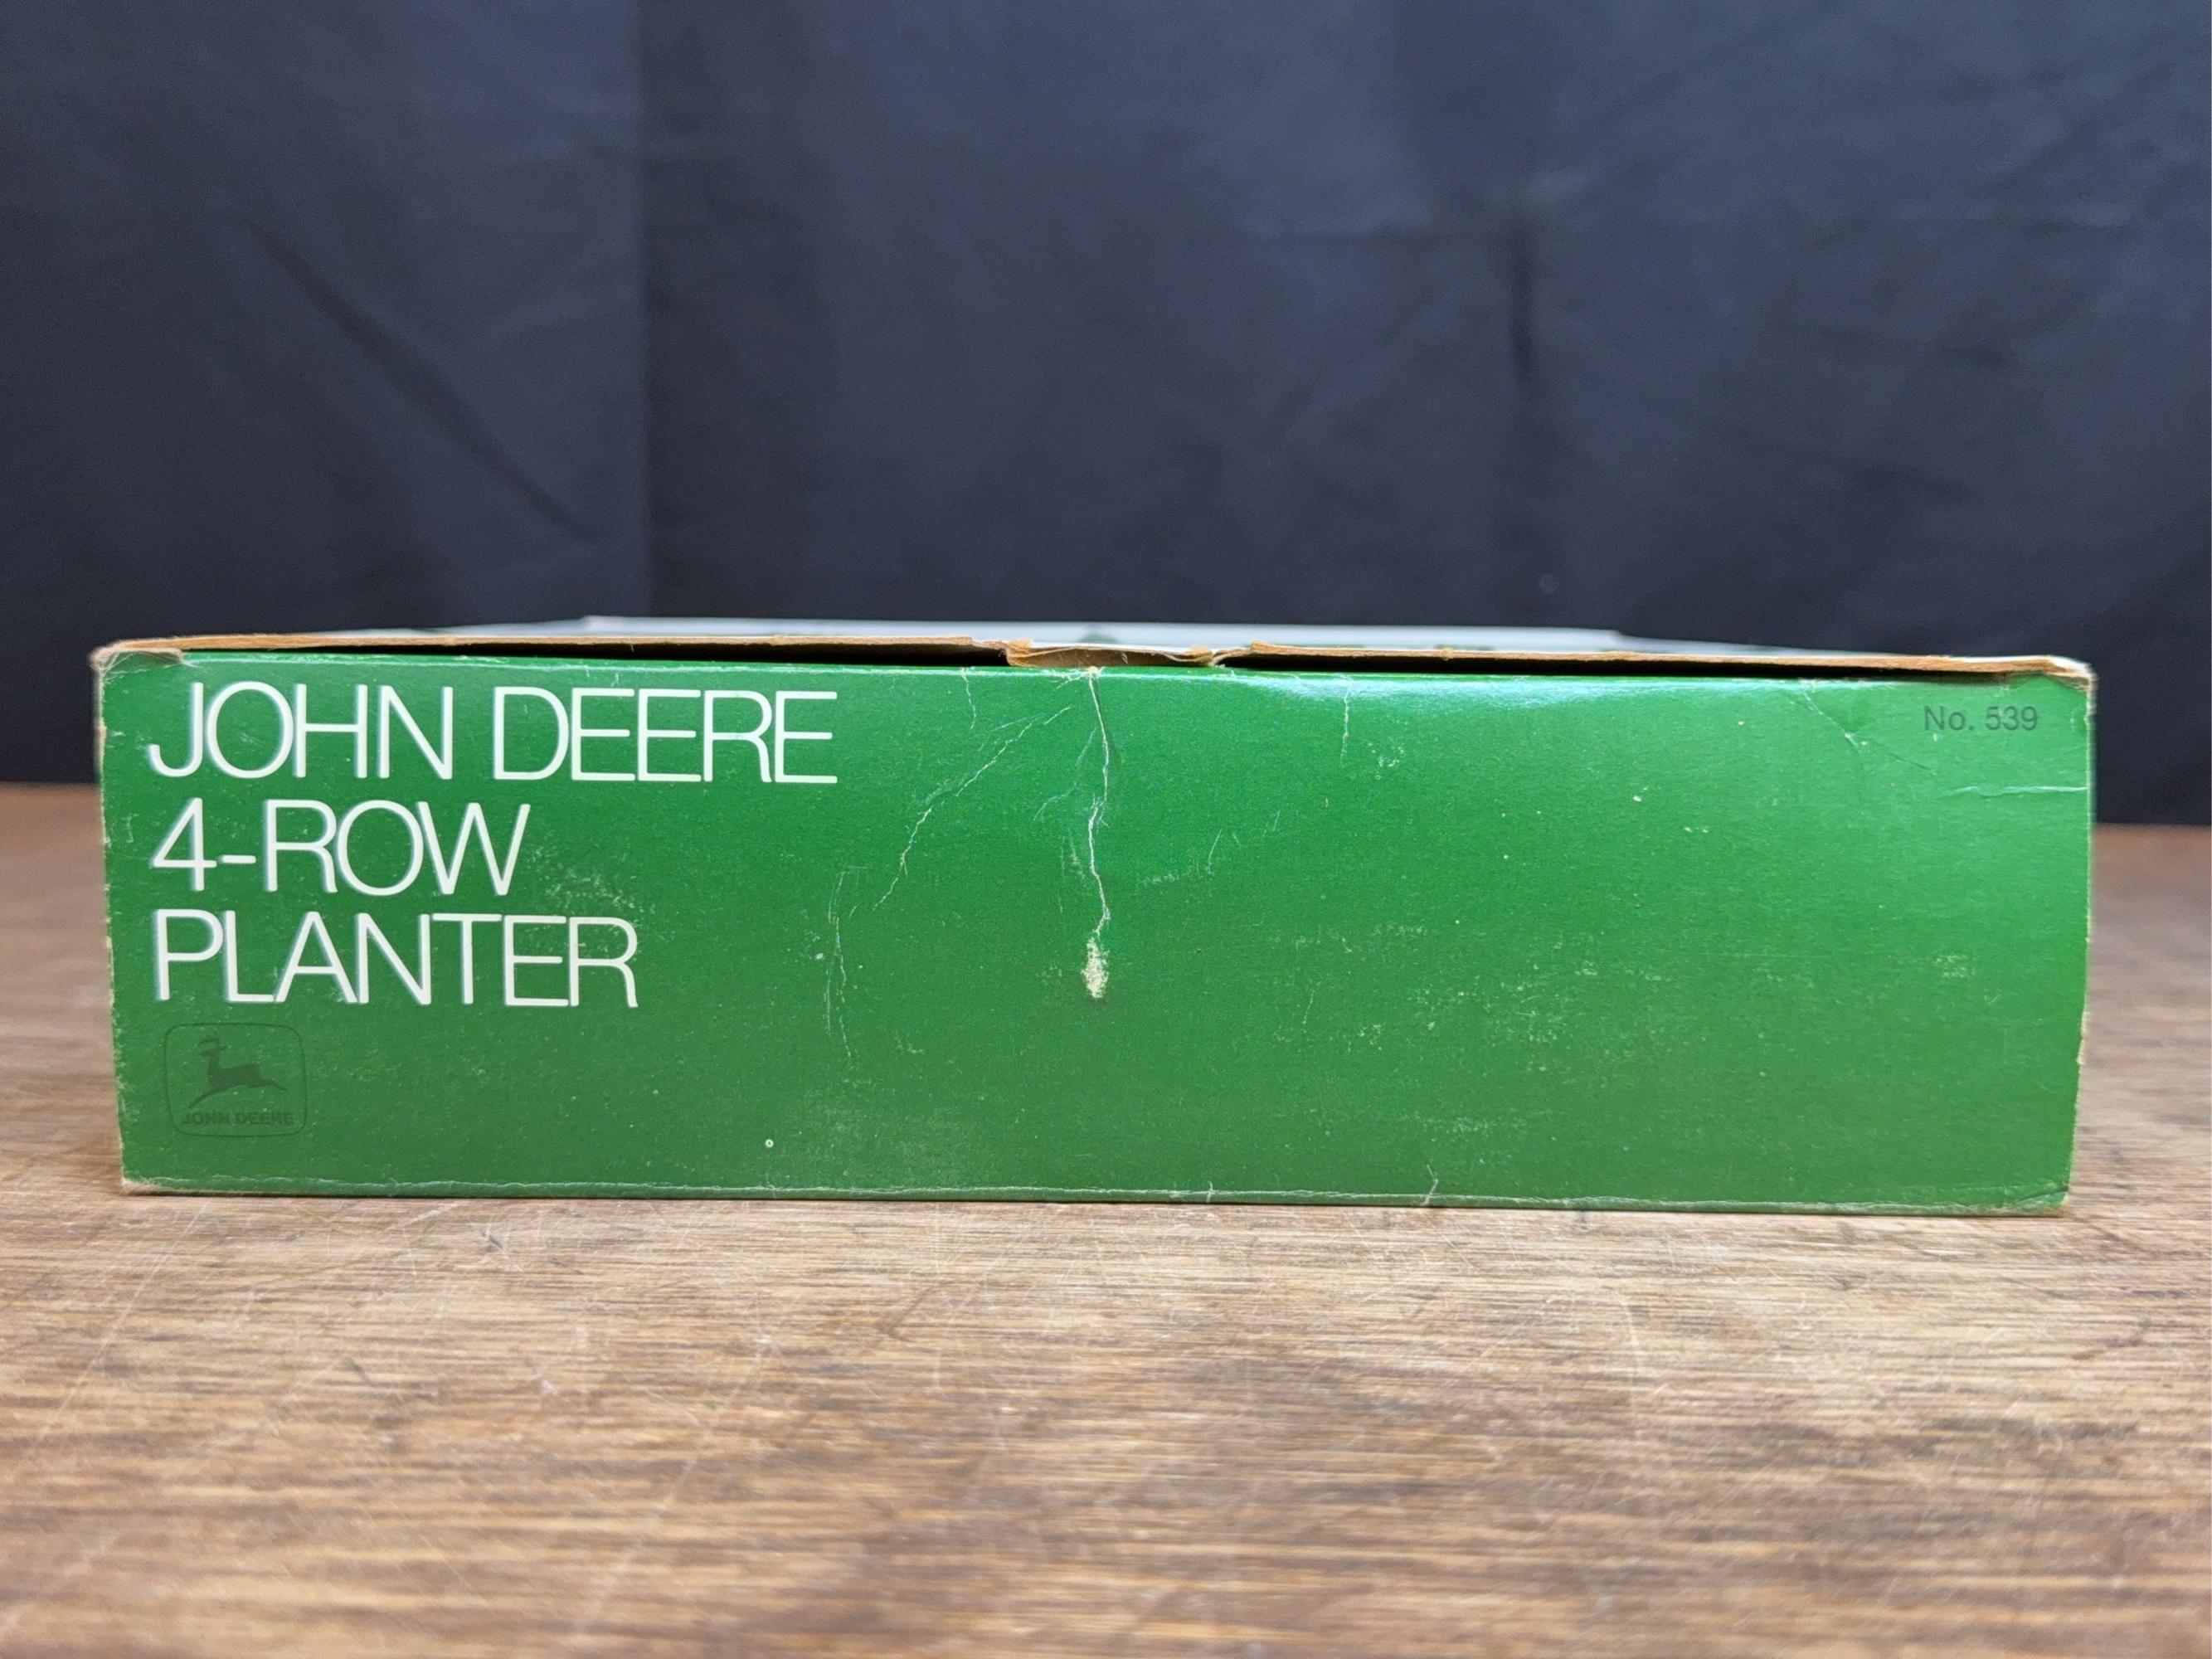 JOHN DEERE
4-ROW
PLANTER
JOHN DEERE
No. 539